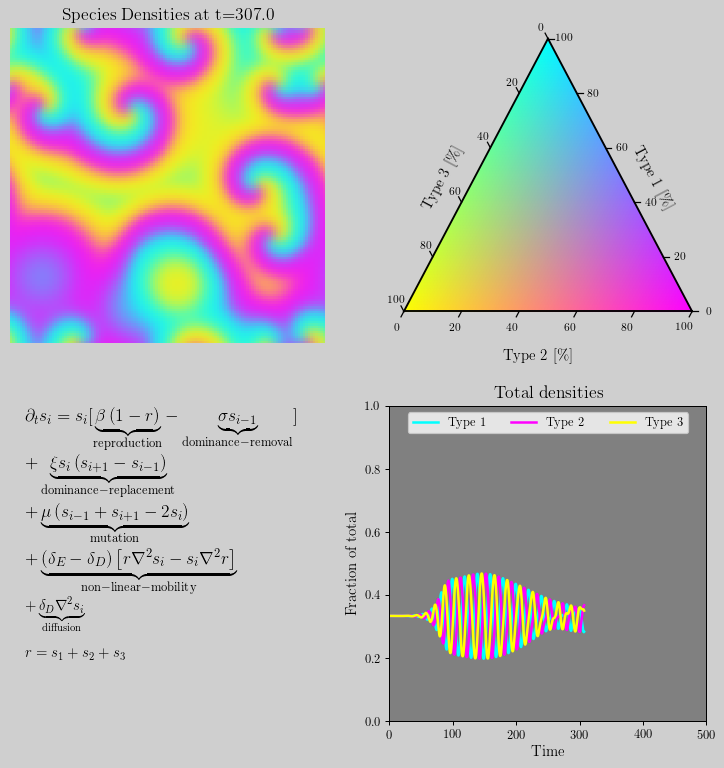 Species Densities at t=307.0
0
100
20
80
40
60
Type 3 [%]
Type 1 [%]
60
40
80
20
100
0
0 20 40 60 80 100
Type 2 [%]
∂ₜsᵢ = sᵢ[ β (1 − r) − σsᵢ₋₁ ]
reproduction dominance−removal
+ ξsᵢ (sᵢ₊₁ − sᵢ₋₁)
dominance−replacement
+ μ (sᵢ₋₁ + sᵢ₊₁ − 2sᵢ)
mutation
+ (δ_E − δ_D) [r∇²sᵢ − sᵢ∇²r]
non−linear−mobility
+ δ_D∇²sᵢ
diffusion
r = s₁ + s₂ + s₃
Total densities
Type 1 Type 2 Type 3
1.0
0.8
0.6
0.4
0.2
0.0
Fraction of total
0 100 200 300 400 500
Time